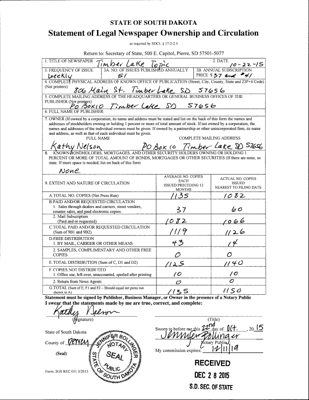 STATE OF SOUTH DAKOTA
Statement of Legal Newspaper Ownership and Circulation
as required by SDCL § 17-2-2.5
Return to: Secretary of State, 500 E. Capitol, Pierre, SD 57501-5077
1. TITLE OF NEWSPAPER Timber Lake Topic
2. DATE 10-22-15
3. FREQUENCY OF ISSUE Weekly
3A. NO. OF ISSUES PUBLISHED ANNUALLY 51
3B. ANNUAL SUBSCRIPTION PRICE $37 and $41
4. COMPLETE PHYSICAL ADDRESS OF KNOWN OFFICE OF PUBLICATION (Street, City, County, State and ZIP+4 Code) (Not printers)
806 Main St. Timber Lake SD 57656
5. COMPLETE MAILING ADDRESS OF THE HEADQUARTERS OR GENERAL BUSINESS OFFICES OF THE PUBLISHER (Not printers)
PO Box 10 Timber Lake SD 57656
6. FULL NAME OF PUBLISHER:
7. OWNER (If owned by a corporation, its name and address must be stated and list on the back of this form the names and addresses of stockholders owning or holding 1 percent or more of total amount of stock. If not owned by a corporation, the names and addresses of the individual owners must be given. If owned by a partnership or other unincorporated firm, its name and address, as well as that of each individual must be given.
FULL NAME COMPLETE MAILING ADDRESS
Kathy Nelson PO Box 10 Timber Lake SD 57656
8. KNOWN BONDHOLDERS, MORTGAGEES, AND OTHER SECURITY HOLDERS OWNING OR HOLDING 1 PERCENT OR MORE OF TOTAL AMOUNT OF BONDS, MORTGAGES OR OTHER SECURITIES (If there are none, so state. If more space is needed, list on back of this form)
None
9. EXTENT AND NATURE OF CIRCULATION
AVERAGE NO. COPIES EACH ISSUED PRECEDING 12 MONTHS
ACTUAL NO. COPIES ISSUED NEAREST TO FILING DATE
A. TOTAL NO. COPIES (Net Press Run) 1135 1082
B. PAID AND/OR REQUESTED CIRCULATION
1. Sales through dealers and carriers, street vendors, counter sales, and paid electronic copies. 37 60
2. Mail Subscriptions (Paid and/or requested) 1082 1066
C. TOTAL PAID AND/OR REQUESTED CIRCULATION (Sum of 9B1 and 9B2) 1119 1126
D. FREE DISTRIBUTION
1. BY MAIL, CARRIER OR OTHER MEANS 43 14
2. SAMPLES, COMPLIMENTARY AND OTHER FREE COPIES 0 0
E. TOTAL DISTRIBUTION (Sum of C, D1 and D2) 1125 1140
F. COPIES NOT DISTRIBUTED
1. Office use, left over, unaccounted, spoiled after printing 10 10
2. Return from News Agents 0 0
G. TOTAL (Sum of E, F1 and F2 - Should equal net press run shown in A) 1135 1150
Statement must be signed by Publisher, Business Manager, or Owner in the presence of a Notary Public
I swear that the statements made by me are true, correct, and complete:
Kathy Nelson
(Signature) (Title)
State of South Dakota
Sworn to before me this 22nd day of Oct. 2015
County of Dewey
Jennifer Bollinger
Notary Public
(Seal)
My commission expires:
JENNIFER BOLLINGER
NOTARY PUBLIC
SEAL
SOUTH DAKOTA
RECEIVED
DEC 28 2015
S.D. SEC. OF STATE